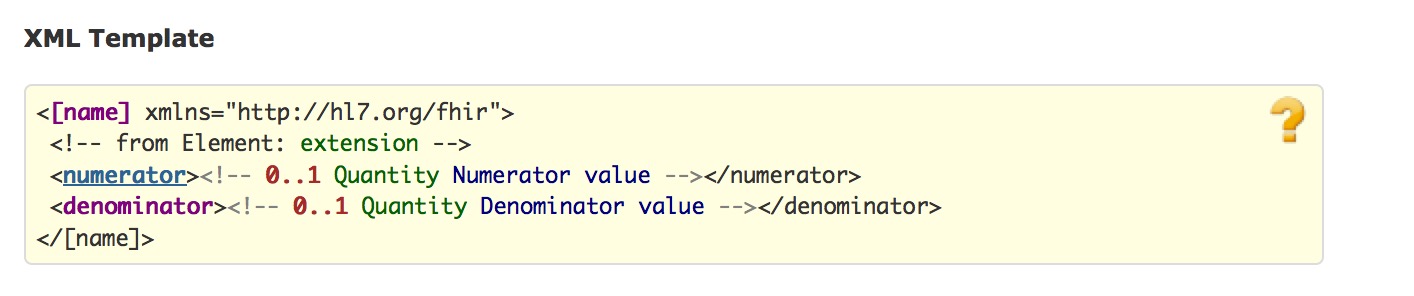 XML Template
<[name] xmlns="http://hl7.org/fhir">
<!-- from Element: extension -->
<numerator><!-- 0..1 Quantity Numerator value --></numerator>
<denominator><!-- 0..1 Quantity Denominator value --></denominator>
</[name]>
?